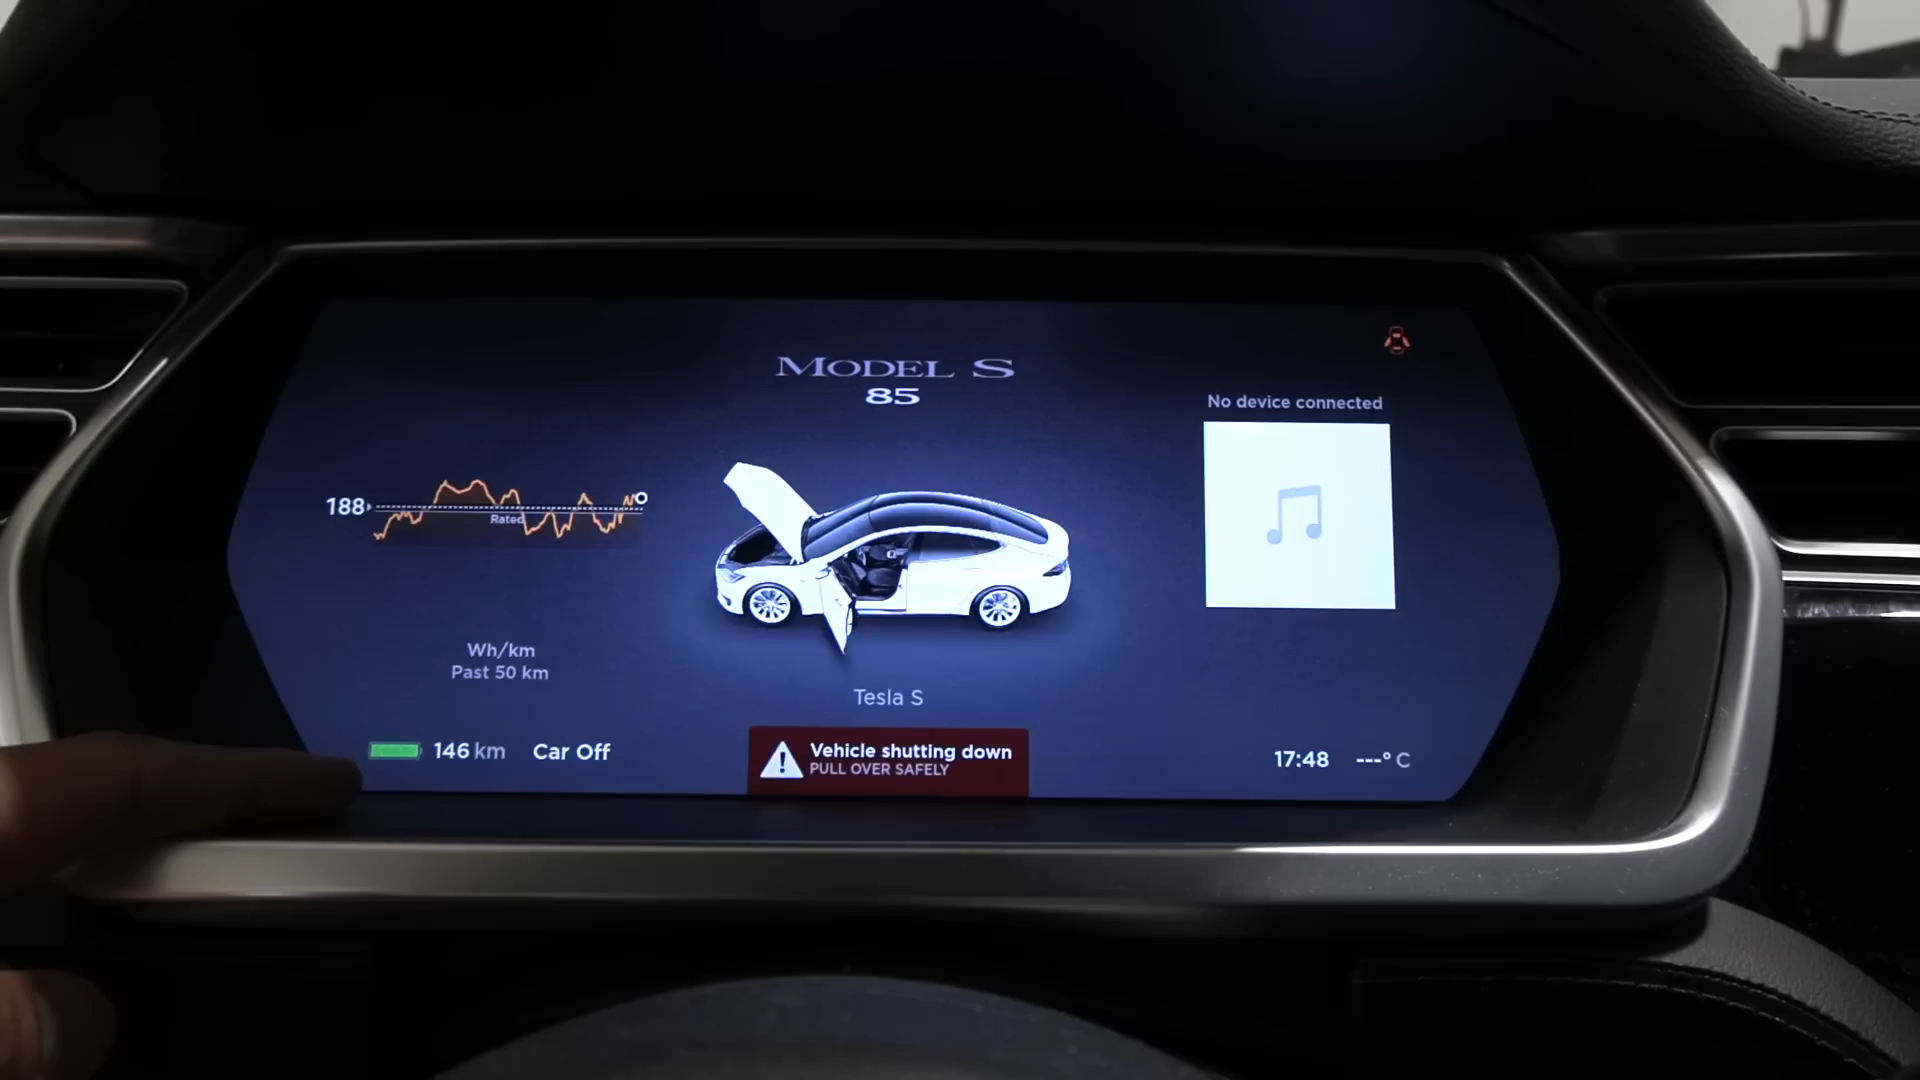 MODEL S
85
No device connected
188
Rated
Wh/km
Past 50 km
Tesla S
146 km
Car Off
Vehicle shutting down
PULL OVER SAFELY
17:48
---° C